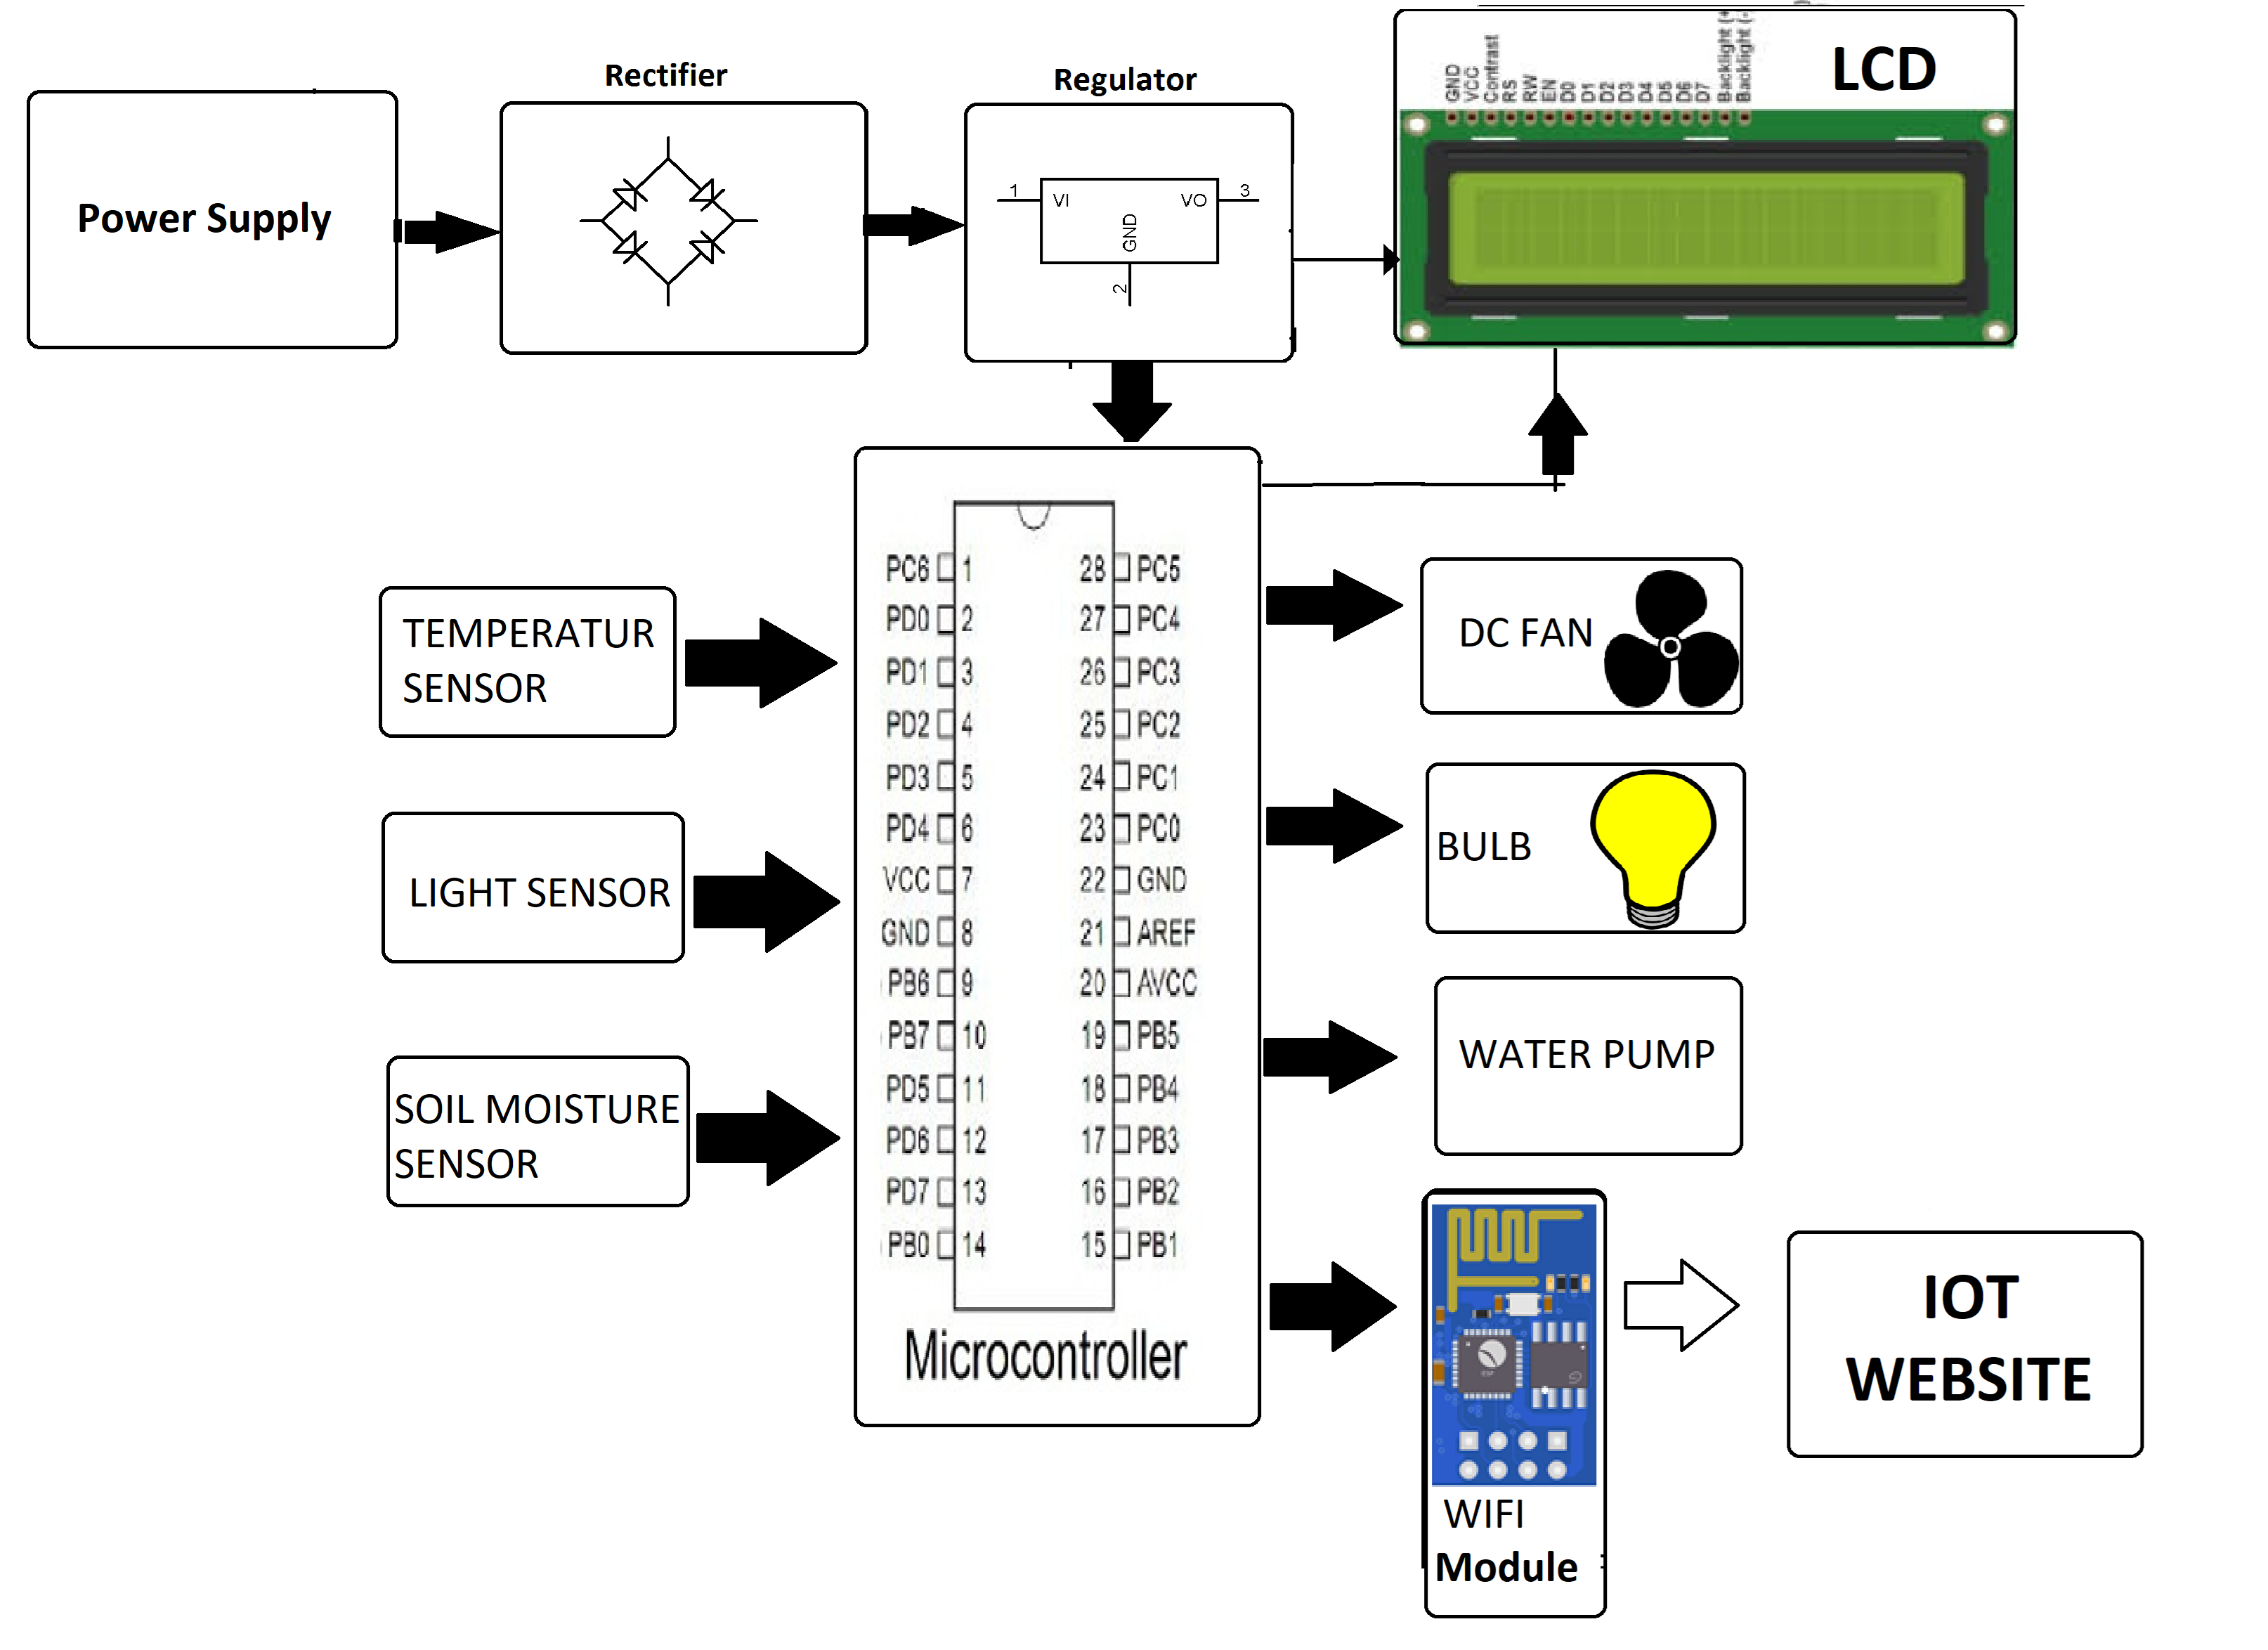 Power Supply
Rectifier
Regulator
1
VI
VO
3
GND
2
LCD
GND
VCC
Contrast
RS
RW
EN
D0
D1
D2
D3
D4
D5
D6
D7
Backlight (+
Backlight (-
TEMPERATUR
SENSOR
LIGHT SENSOR
SOIL MOISTURE
SENSOR
PC6 1 28 PC5
PD0 2 27 PC4
PD1 3 26 PC3
PD2 4 25 PC2
PD3 5 24 PC1
PD4 6 23 PC0
VCC 7 22 GND
GND 8 21 AREF
PB6 9 20 AVCC
PB7 10 19 PB5
PD5 11 18 PB4
PD6 12 17 PB3
PD7 13 16 PB2
PB0 14 15 PB1
Microcontroller
DC FAN
BULB
WATER PUMP
WIFI
Module
IOT
WEBSITE